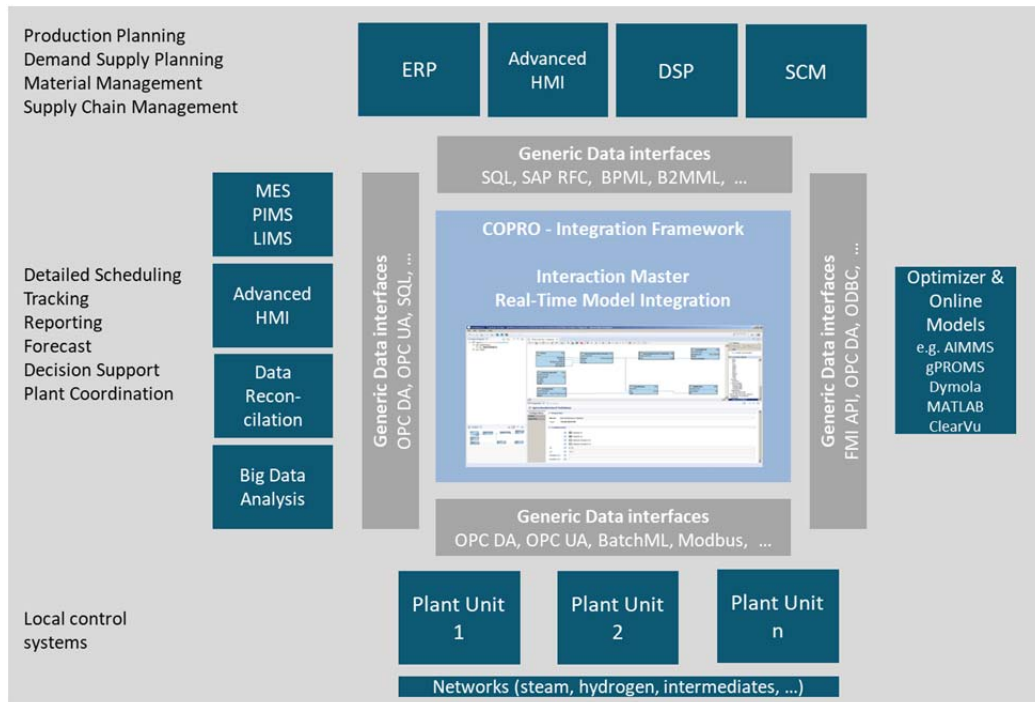 Production Planning
Demand Supply Planning
Material Management
Supply Chain Management
ERP
Advanced
HMI
DSP
SCM
Generic Data interfaces
SQL, SAP RFC, BPML, B2MML, ...
MES
PIMS
LIMS
Detailed Scheduling
Tracking
Reporting
Forecast
Decision Support
Plant Coordination
Advanced
HMI
Data
Recon-
cilation
Big Data
Analysis
Generic Data interfaces
OPC DA, OPC UA, SQL, ...
COPRO - Integration Framework
Interaction Master
Real-Time Model Integration
Generic Data interfaces
FMI API, OPC DA, ODBC, ...
Optimizer &
Online
Models
e.g. AIMMS
gPROMS
Dymola
MATLAB
ClearVu
Generic Data interfaces
OPC DA, OPC UA, BatchML, Modbus, ...
Local control
systems
Plant Unit
1
Plant Unit
2
Plant Unit
n
Networks (steam, hydrogen, intermediates, ...)